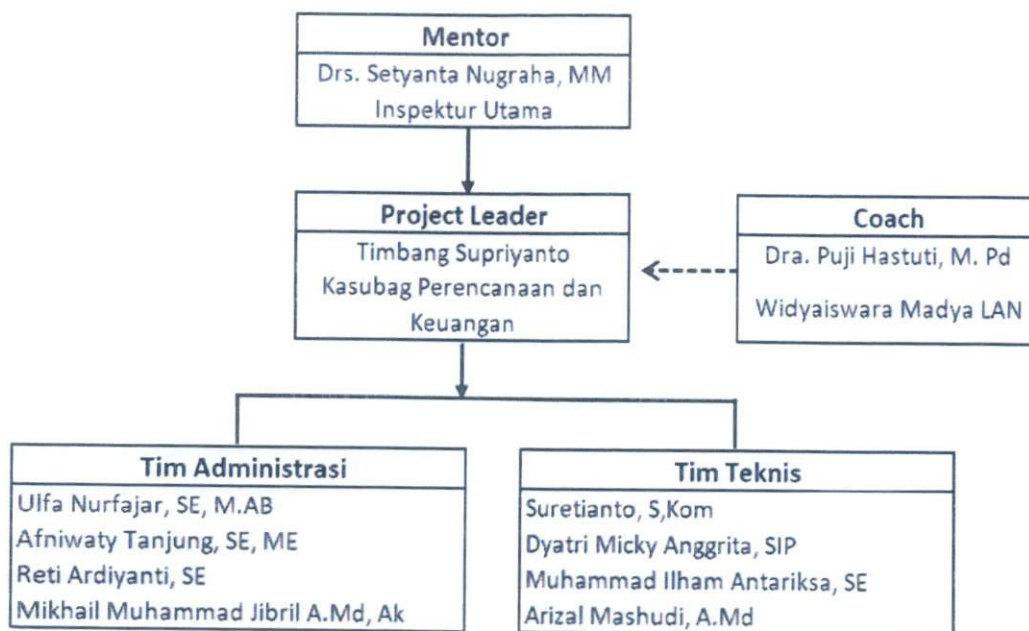 Mentor
Drs. Setyanta Nugraha, MM
Inspektur Utama
Project Leader
Timbang Supriyanto
Kasubag Perencanaan dan
Keuangan
Coach
Dra. Puji Hastuti, M. Pd
Widyaiswara Madya LAN
Tim Administrasi
Ulfa Nurfajar, SE, M.AB
Afniwaty Tanjung, SE, ME
Reti Ardiyanti, SE
Mikhail Muhammad Jibril A.Md, Ak
Tim Teknis
Suretianto, S,Kom
Dyatri Micky Anggrita, SIP
Muhammad Ilham Antariksa, SE
Arizal Mashudi, A.Md